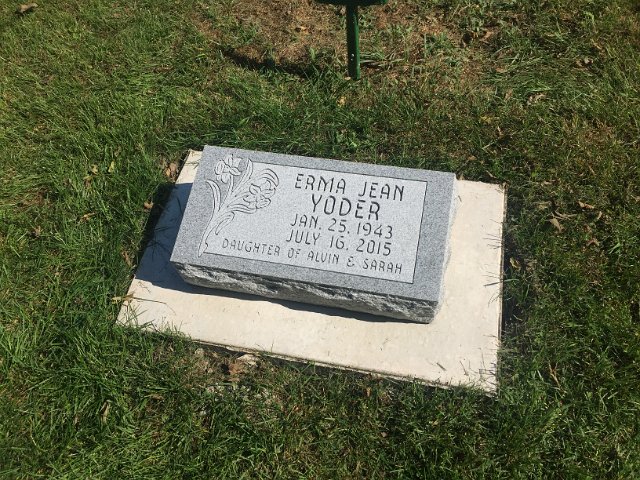 ERMA JEAN
YODER
JAN. 25, 1943
JULY 16, 2015
DAUGHTER OF ALVIN & SARAH